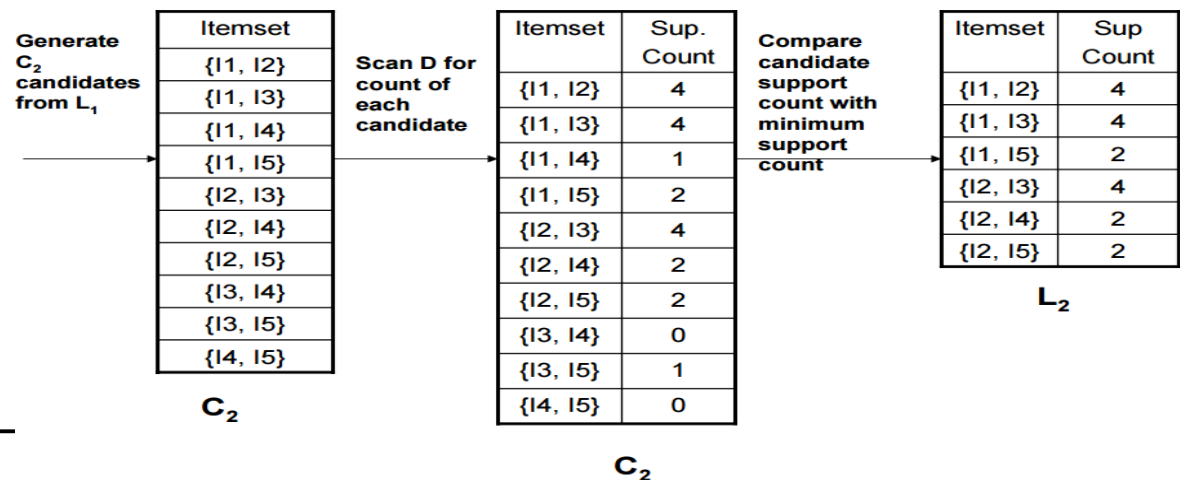 Generate
C₂
candidates
from L₁
Itemset
{I1, I2}
{I1, I3}
{I1, I4}
{I1, I5}
{I2, I3}
{I2, I4}
{I2, I5}
{I3, I4}
{I3, I5}
{I4, I5}
C₂
Scan D for
count of
each
candidate
Itemset Sup.
Count
{I1, I2} 4
{I1, I3} 4
{I1, I4} 1
{I1, I5} 2
{I2, I3} 4
{I2, I4} 2
{I2, I5} 2
{I3, I4} 0
{I3, I5} 1
{I4, I5} 0
C₂
Compare
candidate
support
count with
minimum
support
count
Itemset Sup
Count
{I1, I2} 4
{I1, I3} 4
{I1, I5} 2
{I2, I3} 4
{I2, I4} 2
{I2, I5} 2
L₂